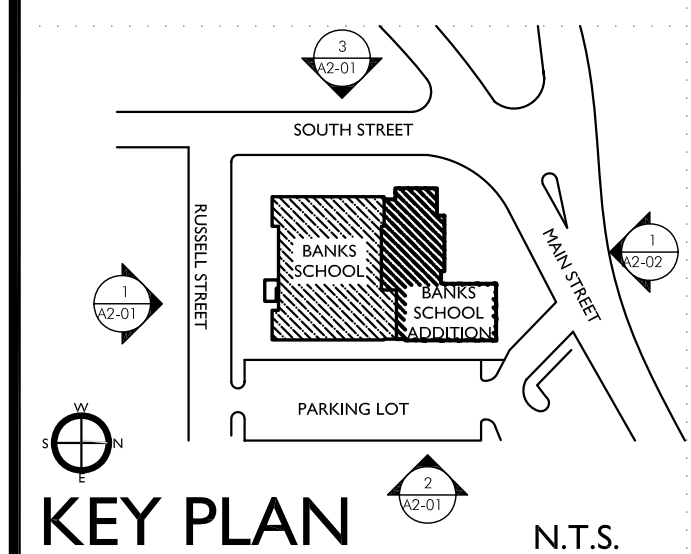 3
A2-01
SOUTH STREET
RUSSELL STREET
BANKS
SCHOOL
MAIN STREET
1
A2-02
1
A2-01
BANKS
SCHOOL
ADDITION
PARKING LOT
W
S
N
E
2
A2-01
KEY PLAN
N.T.S.